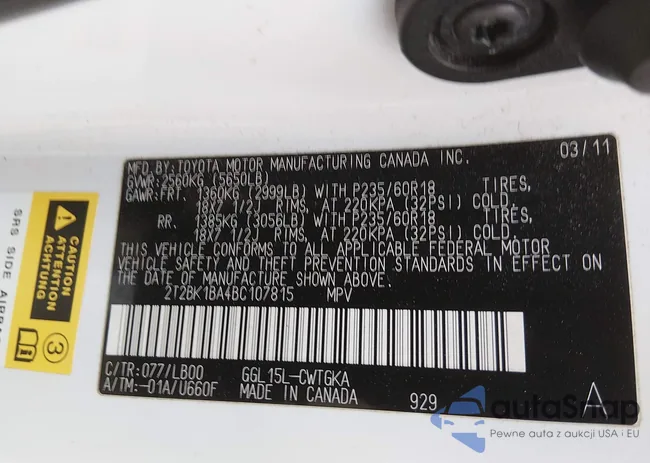 MFD.BY:TOYOTA MOTOR MANUFACTURING CANADA INC. 03/11
GVWR:2560KG (5650LB)
GAWR:FRT. 1360KG (2999LB) WITH P235/60R18 TIRES,
18X7 1/2J RIMS, AT 220KPA (32PSI) COLD.
RR. 1385KG (3056LB) WITH P235/60R18 TIRES,
18X7 1/2J RIMS, AT 220KPA (32PSI) COLD.
THIS VEHICLE CONFORMS TO ALL APPLICABLE FEDERAL MOTOR
VEHICLE SAFETY AND THEFT PREVENTION STANDARDS IN EFFECT ON
THE DATE OF MANUFACTURE SHOWN ABOVE.
2T2BK1BA4BC107815 MPV
C/TR:077/LB00 GGL15L-CWTGKA
A/TM:-01A/U660F MADE IN CANADA 929 A
CAUTION
ACHTUNG
3
SRS SIDE
autoSnap
Pewne auta z aukcji USA i EU